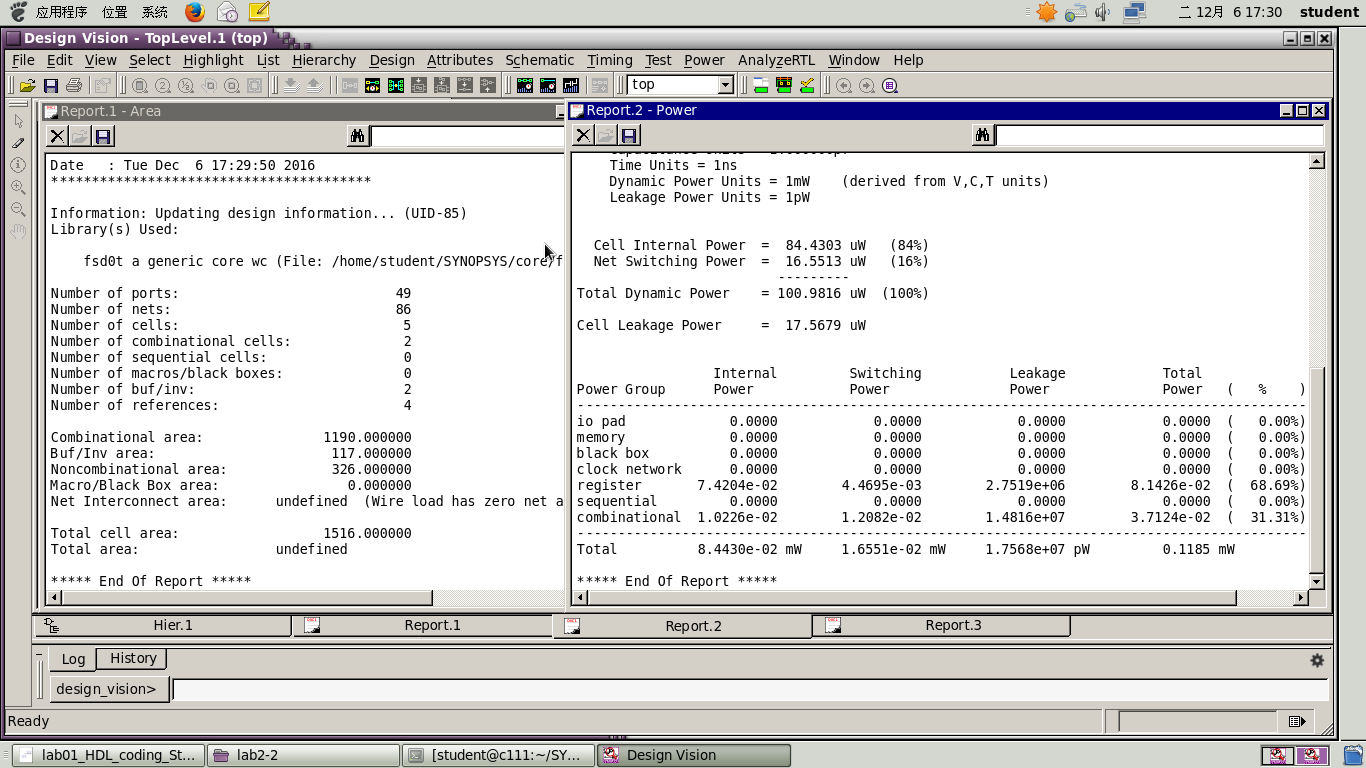 应用程序 位置 系统
二 12月 6 17:30 student
Design Vision - TopLevel.1 (top)
File Edit View Select Highlight List Hierarchy Design Attributes Schematic Timing Test Power AnalyzeRTL Window Help
top
Report.1 - Area
Date : Tue Dec 6 17:29:50 2016
***************************************
Information: Updating design information... (UID-85)
Library(s) Used:
fsd0t a generic core wc (File: /home/student/SYNOPSYS/core/f
Number of ports: 49
Number of nets: 86
Number of cells: 5
Number of combinational cells: 2
Number of sequential cells: 0
Number of macros/black boxes: 0
Number of buf/inv: 2
Number of references: 4
Combinational area: 1190.000000
Buf/Inv area: 117.000000
Noncombinational area: 326.000000
Macro/Black Box area: 0.000000
Net Interconnect area: undefined (Wire load has zero net a
Total cell area: 1516.000000
Total area: undefined
***** End Of Report *****
Report.2 - Power
Time Units = 1ns
Dynamic Power Units = 1mW (derived from V,C,T units)
Leakage Power Units = 1pW
Cell Internal Power = 84.4303 uW (84%)
Net Switching Power = 16.5513 uW (16%)
---------
Total Dynamic Power = 100.9816 uW (100%)
Cell Leakage Power = 17.5679 uW
Internal Switching Leakage Total
Power Group Power Power Power Power ( % )
--------------------------------------------------------------------------------
io pad 0.0000 0.0000 0.0000 0.0000 ( 0.00%)
memory 0.0000 0.0000 0.0000 0.0000 ( 0.00%)
black box 0.0000 0.0000 0.0000 0.0000 ( 0.00%)
clock network 0.0000 0.0000 0.0000 0.0000 ( 0.00%)
register 7.4204e-02 4.4695e-03 2.7519e+06 8.1426e-02 ( 68.69%)
sequential 0.0000 0.0000 0.0000 0.0000 ( 0.00%)
combinational 1.0226e-02 1.2082e-02 1.4816e+07 3.7124e-02 ( 31.31%)
--------------------------------------------------------------------------------
Total 8.4430e-02 mW 1.6551e-02 mW 1.7568e+07 pW 0.1185 mW
***** End Of Report *****
Hier.1 Report.1 Report.2 Report.3
Log History
design_vision>
Ready
lab01_HDL_coding_St... lab2-2 [student@c111:~/SY... Design Vision